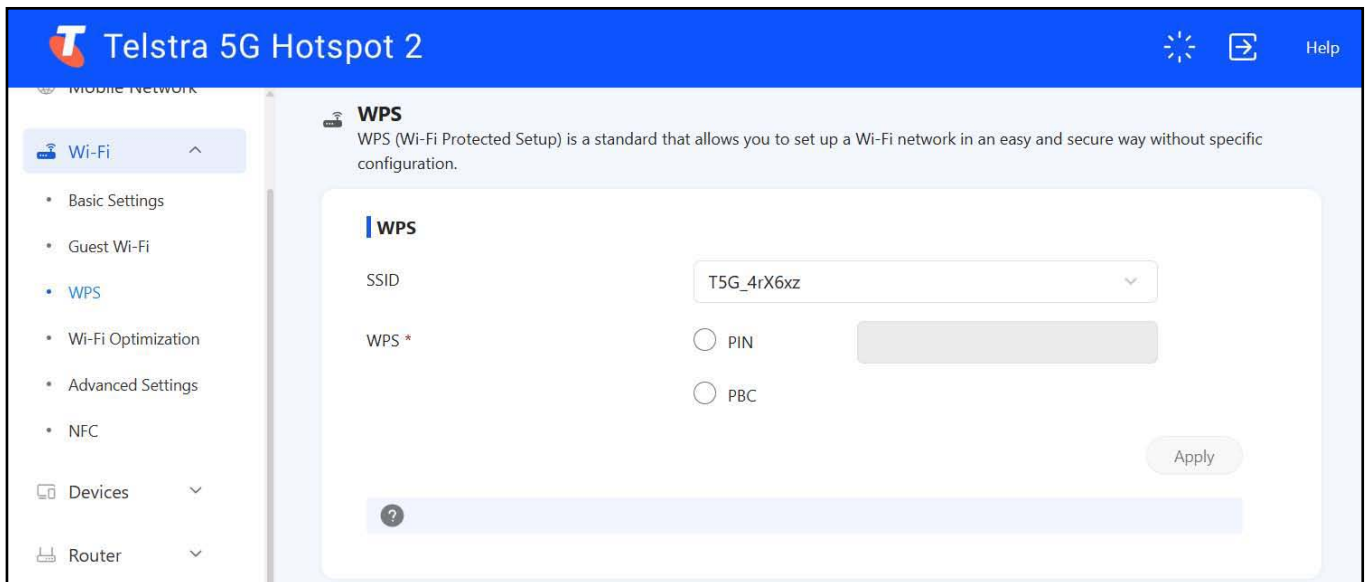 Telstra 5G Hotspot 2
Help
Mobile Network
Wi-Fi
Basic Settings
Guest Wi-Fi
WPS
Wi-Fi Optimization
Advanced Settings
NFC
Devices
Router
WPS
WPS (Wi-Fi Protected Setup) is a standard that allows you to set up a Wi-Fi network in an easy and secure way without specific
configuration.
WPS
SSID
T5G_4rX6xz
WPS *
PIN
PBC
Apply
?